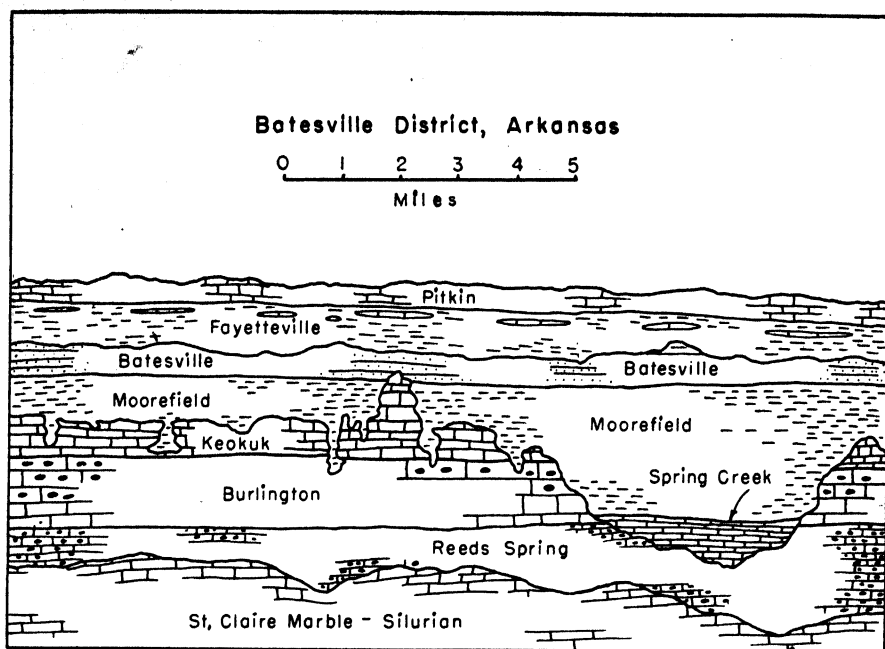 Batesville District, Arkansas
0 1 2 3 4 5
Miles
Pitkin
Fayetteville
Batesville
Batesville
Moorefield
Moorefield
Keokuk
Spring Creek
Burlington
Reeds Spring
St. Claire Marble - Silurian